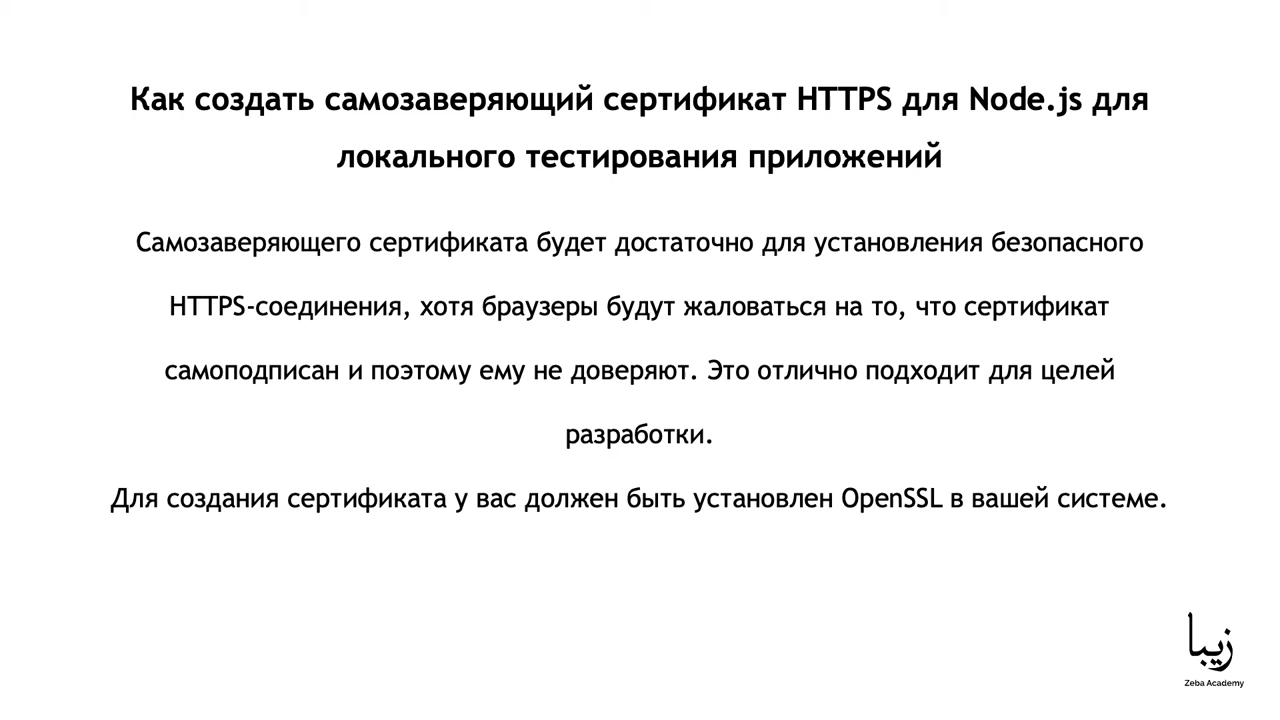 Как создать самозаверяющий сертификат HTTPS для Node.js для
локального тестирования приложений
Самозаверяющего сертификата будет достаточно для установления безопасного
HTTPS-соединения, хотя браузеры будут жаловаться на то, что сертификат
самоподписан и поэтому ему не доверяют. Это отлично подходит для целей
разработки.
Для создания сертификата у вас должен быть установлен OpenSSL в вашей системе.
زيبا
Zeba Academy